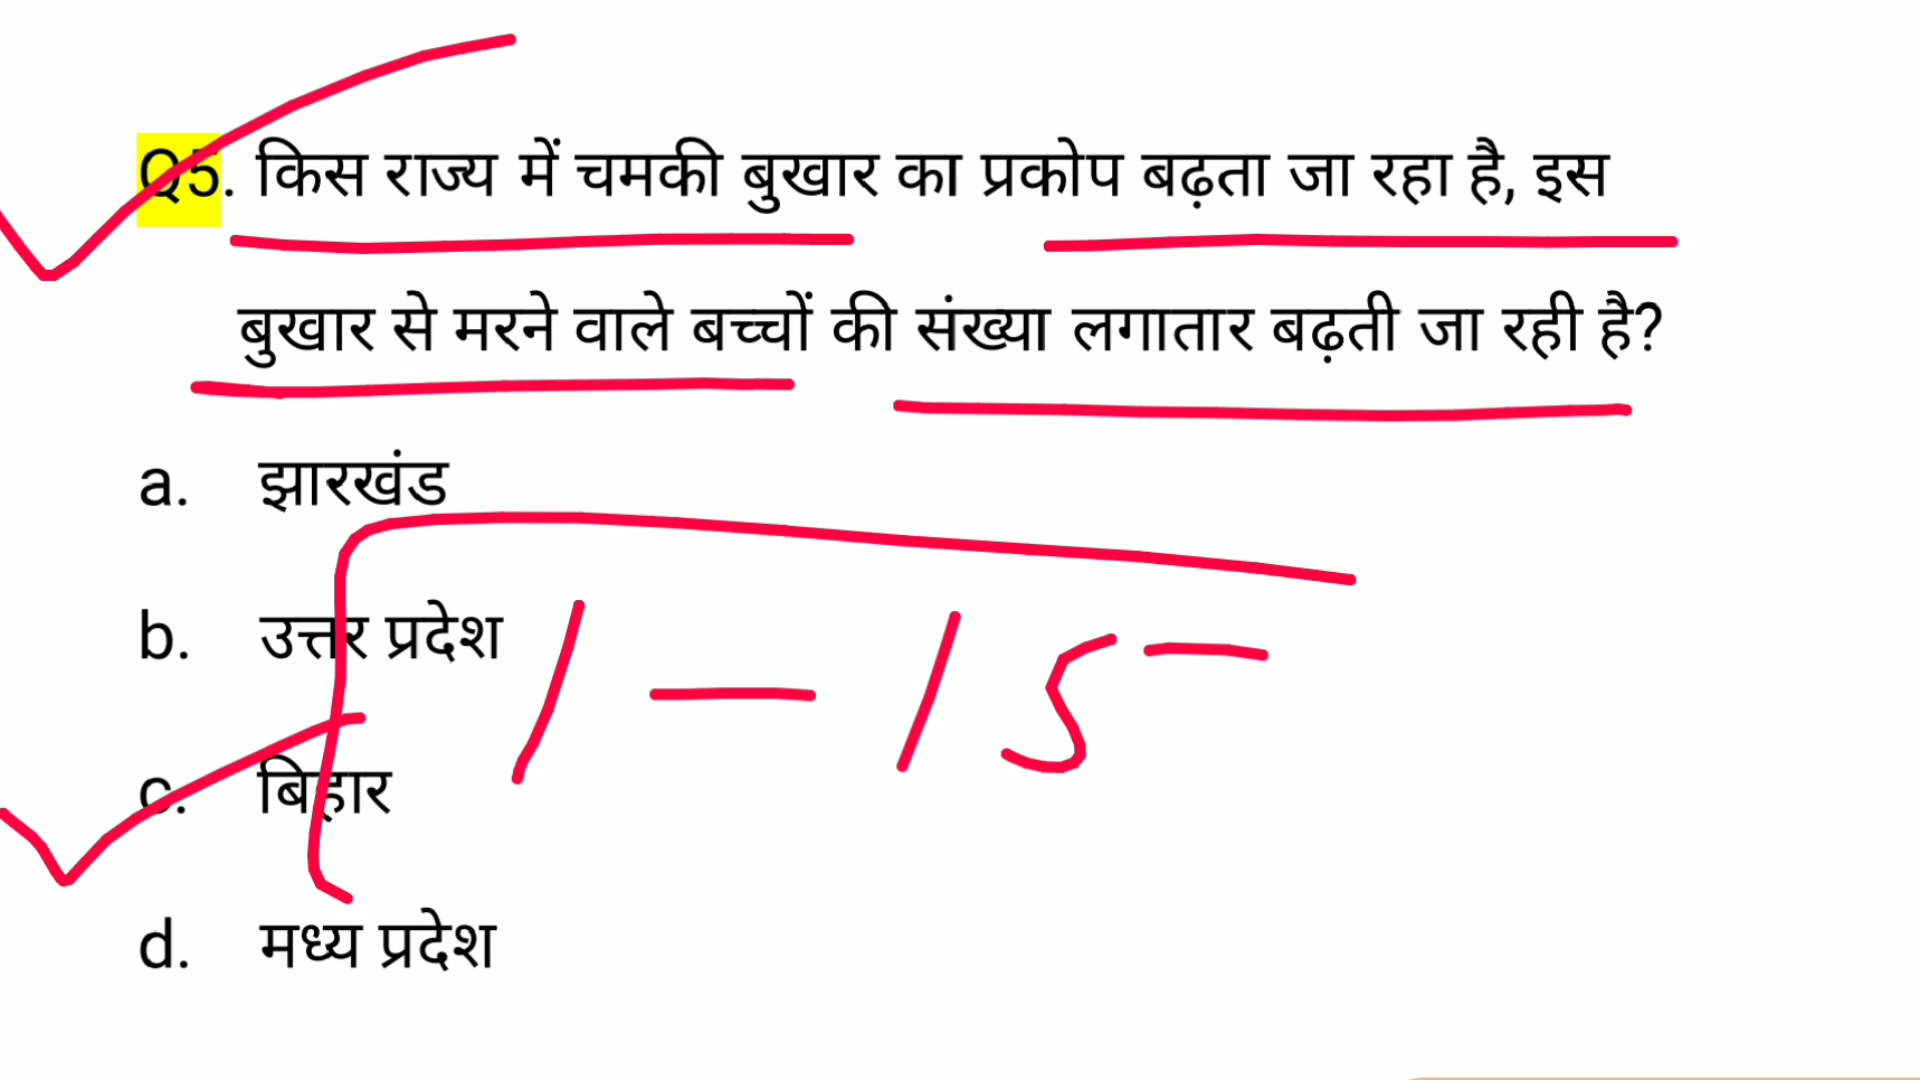 Q5. किस राज्य में चमकी बुखार का प्रकोप बढ़ता जा रहा है, इस
बुखार से मरने वाले बच्चों की संख्या लगातार बढ़ती जा रही है?
a. झारखंड
b. उत्तर प्रदेश
1 - 15
c. बिहार
d. मध्य प्रदेश